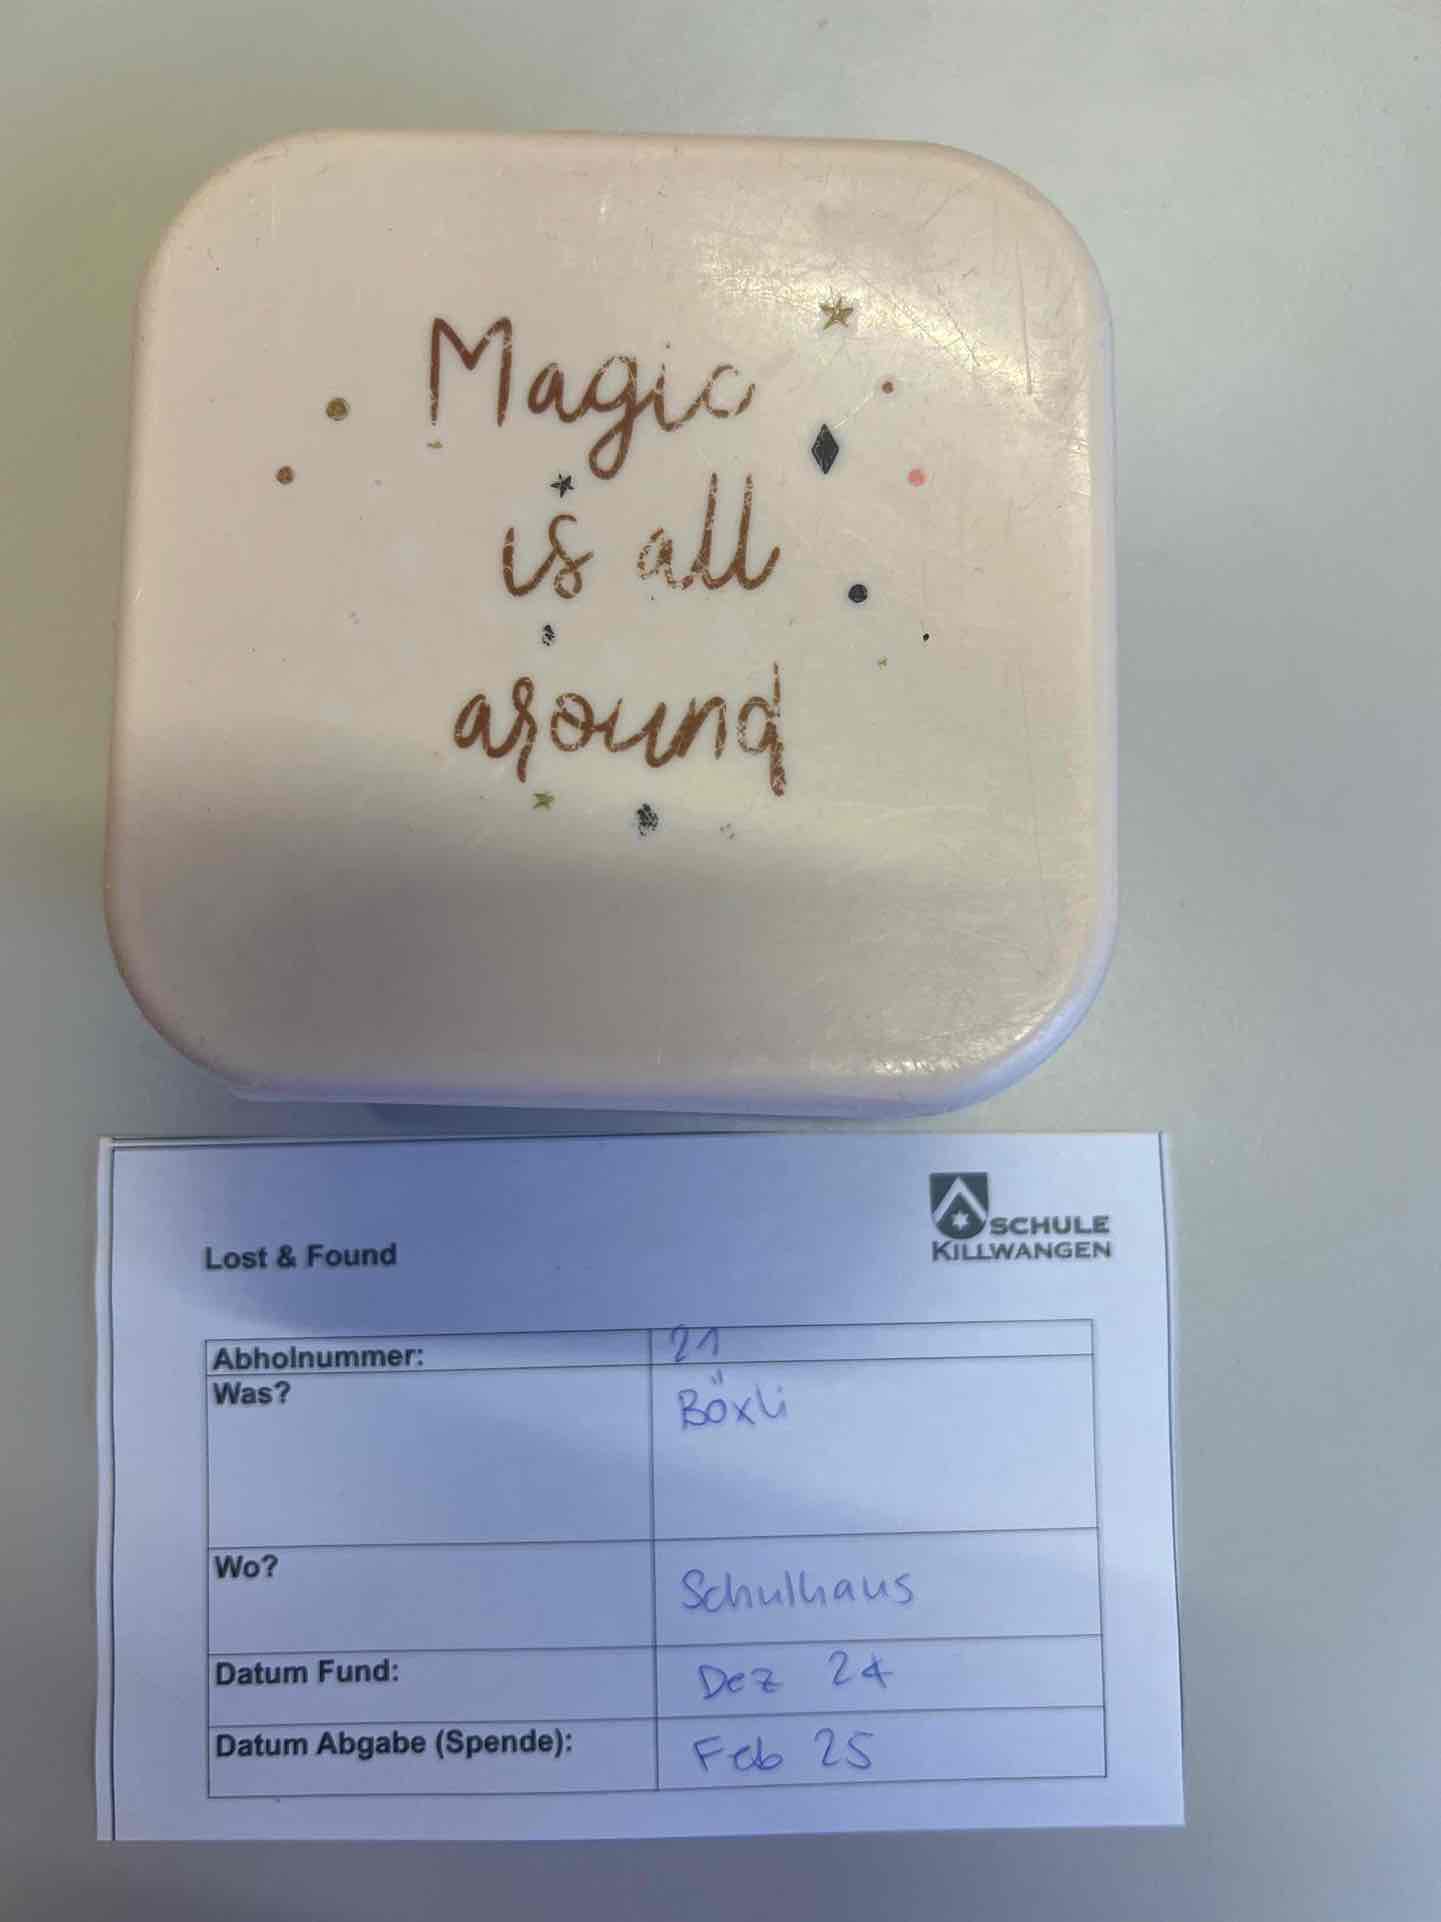 Magic
is all
around
SCHULE
KILLWANGEN
Lost & Found
Abholnummer: 21
Was? Böxli
Wo? Schulhaus
Datum Fund: Dez 24
Datum Abgabe (Spende): Feb 25